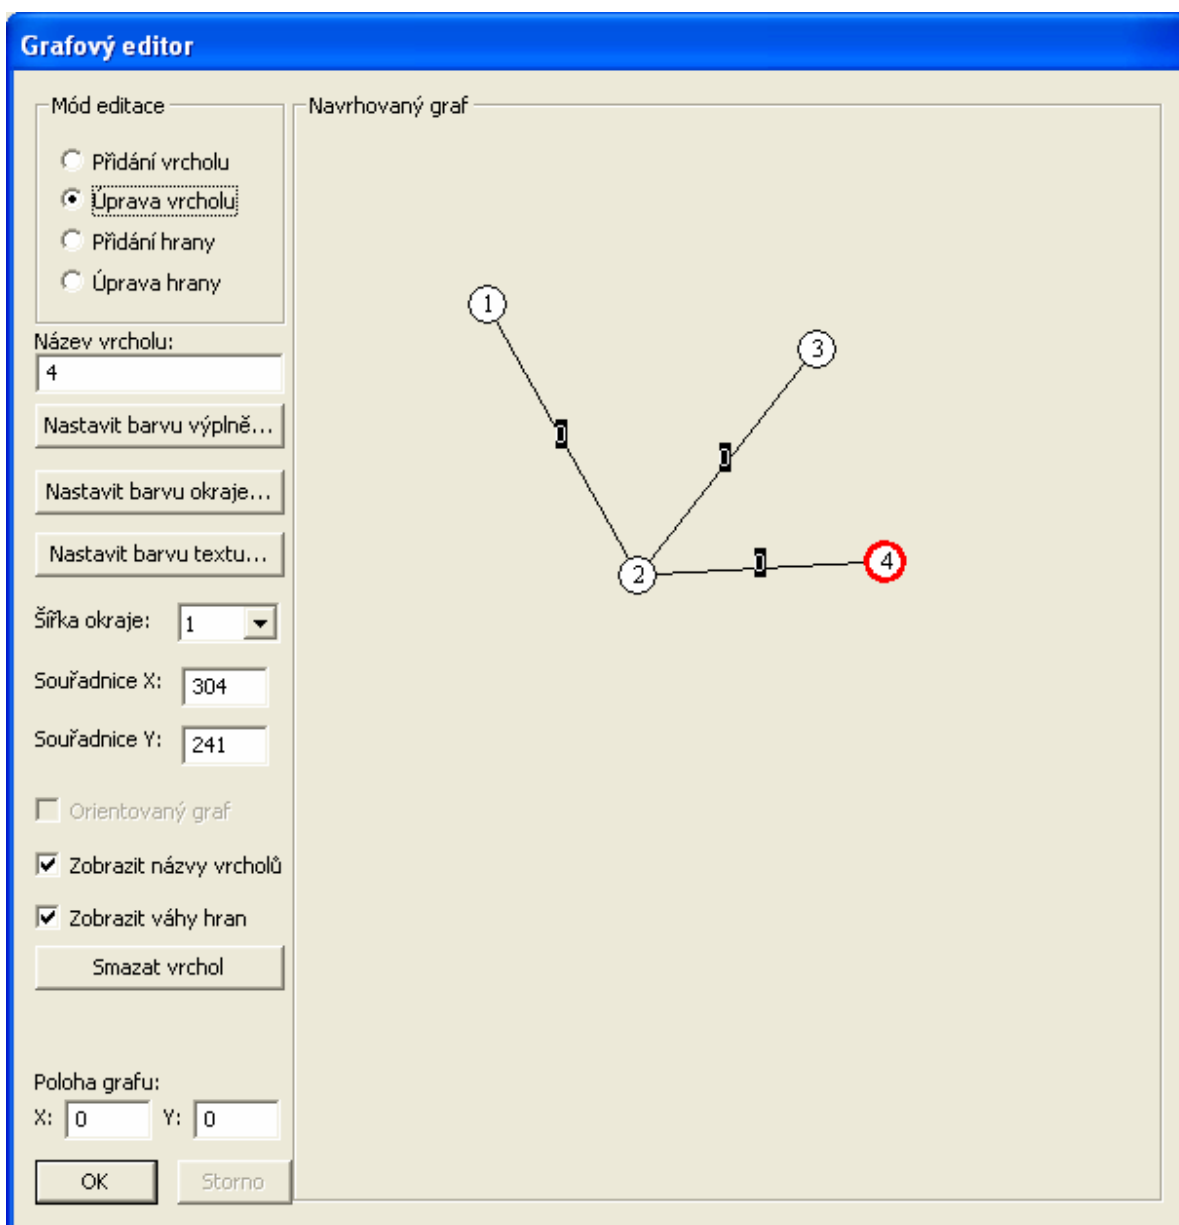 Grafový editor
Mód editace
Přidání vrcholu
Úprava vrcholu
Přidání hrany
Úprava hrany
Název vrcholu:
4
Nastavit barvu výplně...
Nastavit barvu okraje...
Nastavit barvu textu...
Šířka okraje: 1
Souřadnice X: 304
Souřadnice Y: 241
Orientovaný graf
Zobrazit názvy vrcholů
Zobrazit váhy hran
Smazat vrchol
Poloha grafu:
X: 0 Y: 0
OK Storno
Navrhovaný graf
1
3
0
0
2
0
4